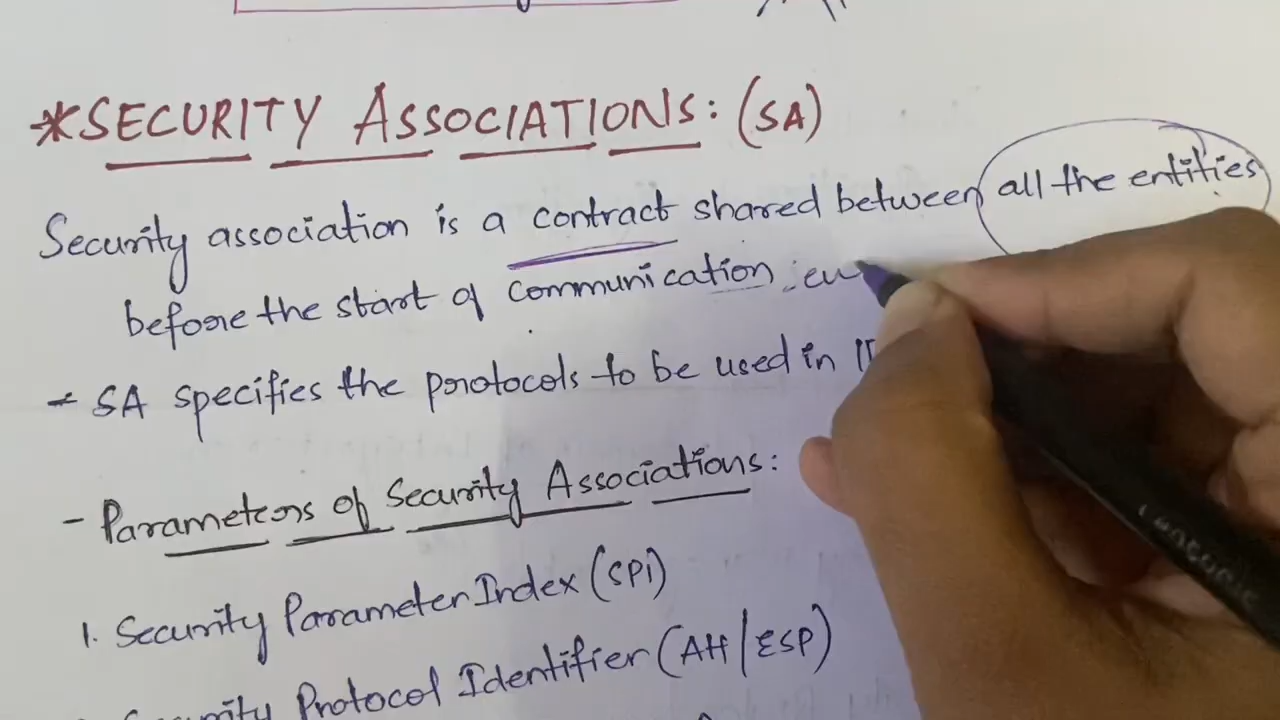 *SECURITY ASSOCIATIONS: (SA)
Security association is a contract shared between all the entities
before the start of communication
- SA specifies the protocols to be used in
- Parameters of Security Associations:
1. Security Parameter Index (SPI)
Security Protocol Identifier (AH/ESP)